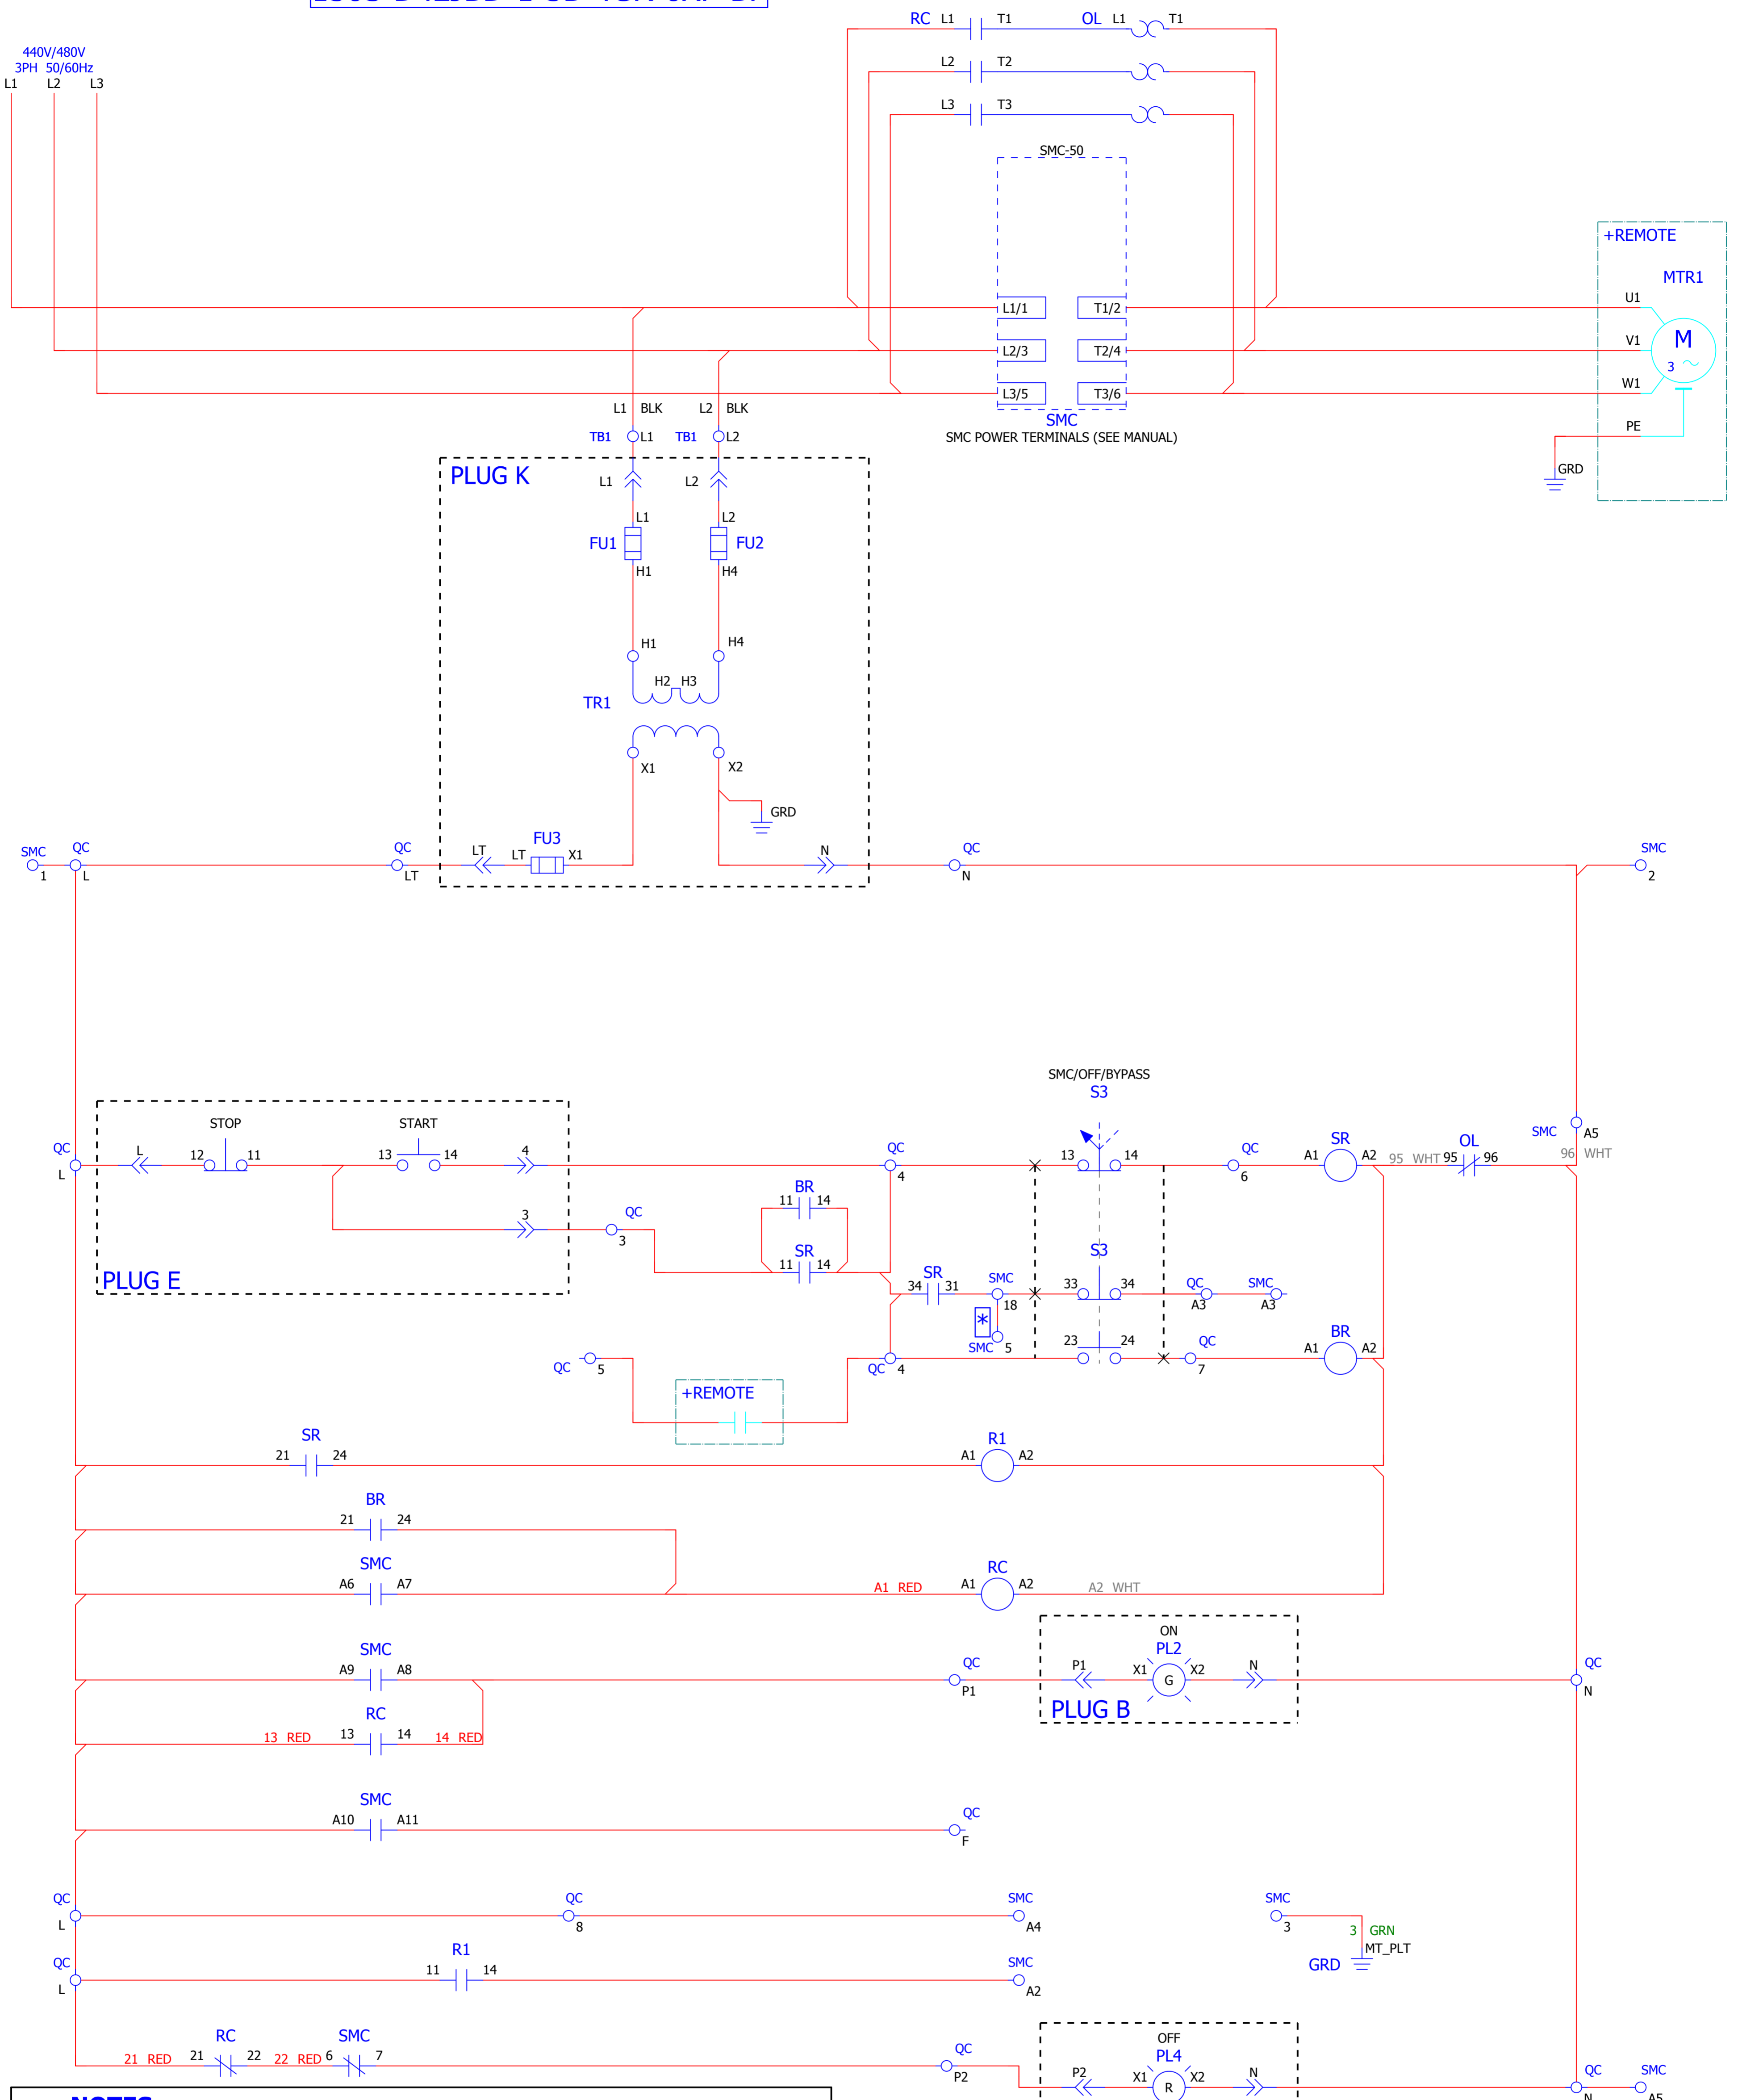 RC L1 T1 OL L1 T1
440V/480V
3PH 50/60Hz
L1 L2 L3
L2 T2
L3 T3
SMC-50
+REMOTE
MTR1
L1/1 T1/2 U1
L2/3 T2/4 V1 M
3
L3/5 T3/6 W1
L1 BLK L2 BLK
SMC
SMC POWER TERMINALS (SEE MANUAL)
PE
TB1 L1 TB1 L2
GRD
PLUG K
L1 L2
L1 L2
FU1 FU2
H1 H4
H1 H4
H2 H3
TR1
X1 X2
GRD
SMC QC QC FU3 QC SMC
LT LT X1 N
1 L LT N 2
SMC/OFF/BYPASS
S3
STOP START
SMC A5
QC L 4 QC SR OL
12 11 13 14 13 14 QC A1 A2 95 WHT 95 96 96 WHT
L 4 6
BR
11 14
3 QC
3
SR
11 14
S3
PLUG E
SR SMC QC SMC
34 31 33 34
18 A3 A3
*
SMC 5 23 24 QC BR
A1 A2
QC 5 QC 4 7
+REMOTE
SR R1
21 24 A1 A2
BR
21 24
SMC RC
A6 A7 A1 RED A1 A2 A2 WHT
ON
SMC PL2
A9 A8 QC P1 X1 G X2 N QC
P1 N
PLUG B
RC
13 RED 13 14 14 RED
SMC
A10 A11 QC
F
QC QC SMC SMC
L 8 A4 3
3 GRN
MT_PLT
GRD
QC R1 SMC
11 14
L A2
OFF
RC SMC PL4
21 RED 21 22 22 RED 6 7 QC
P2 P2 X1 R X2 N QC SMC
N A5
NOTES